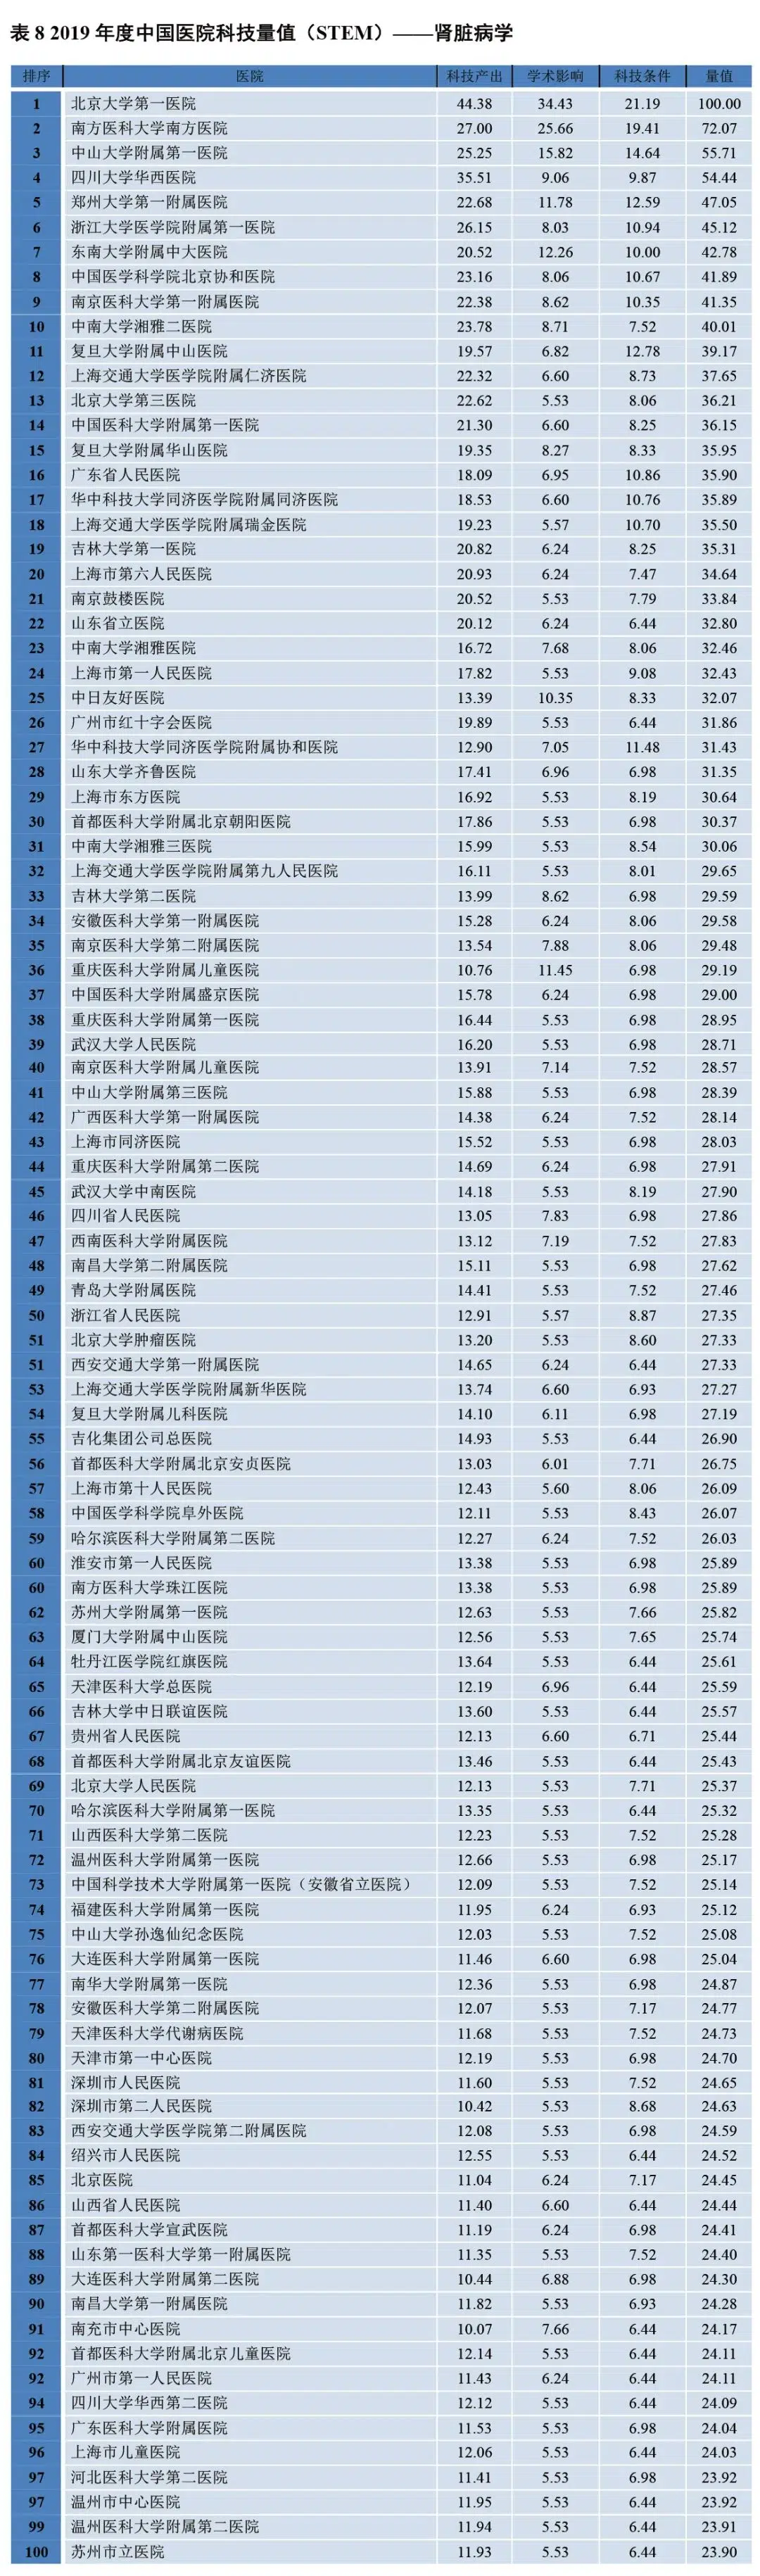 表 8 2019 年度中国医院科技量值（STEM）——肾脏病学
排序 医院 科技产出 学术影响 科技条件 量值
1 北京大学第一医院 44.38 34.43 21.19 100.00
2 南方医科大学南方医院 27.00 25.66 19.41 72.07
3 中山大学附属第一医院 25.25 15.82 14.64 55.71
4 四川大学华西医院 35.51 9.06 9.87 54.44
5 郑州大学第一附属医院 22.68 11.78 12.59 47.05
6 浙江大学医学院附属第一医院 26.15 8.03 10.94 45.12
7 东南大学附属中大医院 20.52 12.26 10.00 42.78
8 中国医学科学院北京协和医院 23.16 8.06 10.67 41.89
9 南京医科大学第一附属医院 22.38 8.62 10.35 41.35
10 中南大学湘雅二医院 23.78 8.71 7.52 40.01
11 复旦大学附属中山医院 19.57 6.82 12.78 39.17
12 上海交通大学医学院附属仁济医院 22.32 6.60 8.73 37.65
13 北京大学第三医院 22.62 5.53 8.06 36.21
14 中国医科大学附属第一医院 21.30 6.60 8.25 36.15
15 复旦大学附属华山医院 19.35 8.27 8.33 35.95
16 广东省人民医院 18.09 6.95 10.86 35.90
17 华中科技大学同济医学院附属同济医院 18.53 6.60 10.76 35.89
18 上海交通大学医学院附属瑞金医院 19.23 5.57 10.70 35.50
19 吉林大学第一医院 20.82 6.24 8.25 35.31
20 上海市第六人民医院 20.93 6.24 7.47 34.64
21 南京鼓楼医院 20.52 5.53 7.79 33.84
22 山东省立医院 20.12 6.24 6.44 32.80
23 中南大学湘雅医院 16.72 7.68 8.06 32.46
24 上海市第一人民医院 17.82 5.53 9.08 32.43
25 中日友好医院 13.39 10.35 8.33 32.07
26 广州市红十字会医院 19.89 5.53 6.44 31.86
27 华中科技大学同济医学院附属协和医院 12.90 7.05 11.48 31.43
28 山东大学齐鲁医院 17.41 6.96 6.98 31.35
29 上海市东方医院 16.92 5.53 8.19 30.64
30 首都医科大学附属北京朝阳医院 17.86 5.53 6.98 30.37
31 中南大学湘雅三医院 15.99 5.53 8.54 30.06
32 上海交通大学医学院附属第九人民医院 16.11 5.53 8.01 29.65
33 吉林大学第二医院 13.99 8.62 6.98 29.59
34 安徽医科大学第一附属医院 15.28 6.24 8.06 29.58
35 南京医科大学第二附属医院 13.54 7.88 8.06 29.48
36 重庆医科大学附属儿童医院 10.76 11.45 6.98 29.19
37 中国医科大学附属盛京医院 15.78 6.24 6.98 29.00
38 重庆医科大学附属第一医院 16.44 5.53 6.98 28.95
39 武汉大学人民医院 16.20 5.53 6.98 28.71
40 南京医科大学附属儿童医院 13.91 7.14 7.52 28.57
41 中山大学附属第三医院 15.88 5.53 6.98 28.39
42 广西医科大学第一附属医院 14.38 6.24 7.52 28.14
43 上海市同济医院 15.52 5.53 6.98 28.03
44 重庆医科大学附属第二医院 14.69 6.24 6.98 27.91
45 武汉大学中南医院 14.18 5.53 8.19 27.90
46 四川省人民医院 13.05 7.83 6.98 27.86
47 西南医科大学附属医院 13.12 7.19 7.52 27.83
48 南昌大学第二附属医院 15.11 5.53 6.98 27.62
49 青岛大学附属医院 14.41 5.53 7.52 27.46
50 浙江省人民医院 12.91 5.57 8.87 27.35
51 北京大学肿瘤医院 13.20 5.53 8.60 27.33
51 西安交通大学第一附属医院 14.65 6.24 6.44 27.33
53 上海交通大学医学院附属新华医院 13.74 6.60 6.93 27.27
54 复旦大学附属儿科医院 14.10 6.11 6.98 27.19
55 吉化集团公司总医院 14.93 5.53 6.44 26.90
56 首都医科大学附属北京安贞医院 13.03 6.01 7.71 26.75
57 上海市第十人民医院 12.43 5.60 8.06 26.09
58 中国医学科学院阜外医院 12.11 5.53 8.43 26.07
59 哈尔滨医科大学附属第二医院 12.27 6.24 7.52 26.03
60 淮安市第一人民医院 13.38 5.53 6.98 25.89
60 南方医科大学珠江医院 13.38 5.53 6.98 25.89
62 苏州大学附属第一医院 12.63 5.53 7.66 25.82
63 厦门大学附属中山医院 12.56 5.53 7.65 25.74
64 牡丹江医学院红旗医院 13.64 5.53 6.44 25.61
65 天津医科大学总医院 12.19 6.96 6.44 25.59
66 吉林大学中日联谊医院 13.60 5.53 6.44 25.57
67 贵州省人民医院 12.13 6.60 6.71 25.44
68 首都医科大学附属北京友谊医院 13.46 5.53 6.44 25.43
69 北京大学人民医院 12.13 5.53 7.71 25.37
70 哈尔滨医科大学附属第一医院 13.35 5.53 6.44 25.32
71 山西医科大学第二医院 12.23 5.53 7.52 25.28
72 温州医科大学附属第一医院 12.66 5.53 6.98 25.17
73 中国科学技术大学附属第一医院（安徽省立医院） 12.09 5.53 7.52 25.14
74 福建医科大学附属第一医院 11.95 6.24 6.93 25.12
75 中山大学孙逸仙纪念医院 12.03 5.53 7.52 25.08
76 大连医科大学附属第一医院 11.46 6.60 6.98 25.04
77 南华大学附属第一医院 12.36 5.53 6.98 24.87
78 安徽医科大学第二附属医院 12.07 5.53 7.17 24.77
79 天津医科大学代谢病医院 11.68 5.53 7.52 24.73
80 天津市第一中心医院 12.19 5.53 6.98 24.70
81 深圳市人民医院 11.60 5.53 7.52 24.65
82 深圳市第二人民医院 10.42 5.53 8.68 24.63
83 西安交通大学医学院第二附属医院 12.08 5.53 6.98 24.59
84 绍兴市人民医院 12.55 5.53 6.44 24.52
85 北京医院 11.04 6.24 7.17 24.45
86 山西省人民医院 11.40 6.60 6.44 24.44
87 首都医科大学宣武医院 11.19 6.24 6.98 24.41
88 山东第一医科大学第一附属医院 11.35 5.53 7.52 24.40
89 大连医科大学附属第二医院 10.44 6.88 6.98 24.30
90 南昌大学第一附属医院 11.82 5.53 6.93 24.28
91 南充市中心医院 10.07 7.66 6.44 24.17
92 首都医科大学附属北京儿童医院 12.14 5.53 6.44 24.11
92 广州市第一人民医院 11.43 6.24 6.44 24.11
94 四川大学华西第二医院 12.12 5.53 6.44 24.09
95 广东医科大学附属医院 11.53 5.53 6.98 24.04
96 上海市儿童医院 12.06 5.53 6.44 24.03
97 河北医科大学第二医院 11.41 5.53 6.98 23.92
97 温州市中心医院 11.95 5.53 6.44 23.92
99 温州医科大学附属第二医院 11.94 5.53 6.44 23.91
100 苏州市立医院 11.93 5.53 6.44 23.90